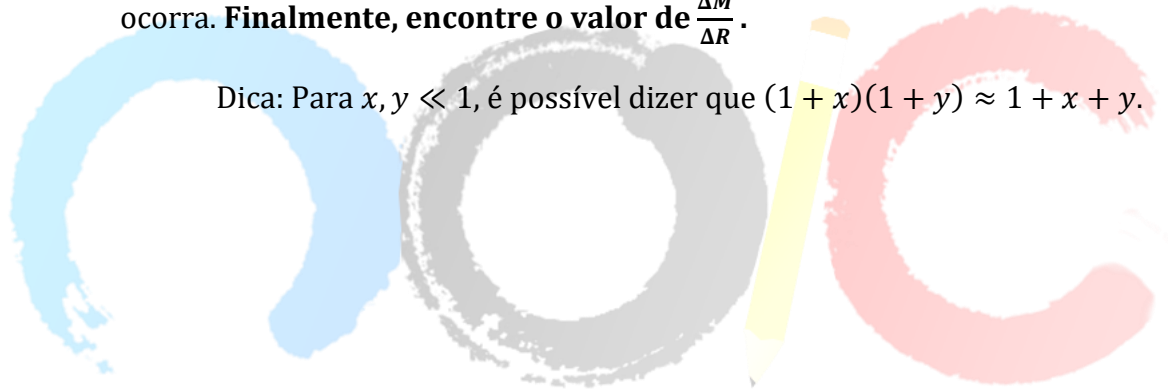 ocorra. Finalmente, encontre o valor de ΔM/ΔR .
Dica: Para x, y ≪ 1, é possível dizer que (1 + x)(1 + y) ≈ 1 + x + y.